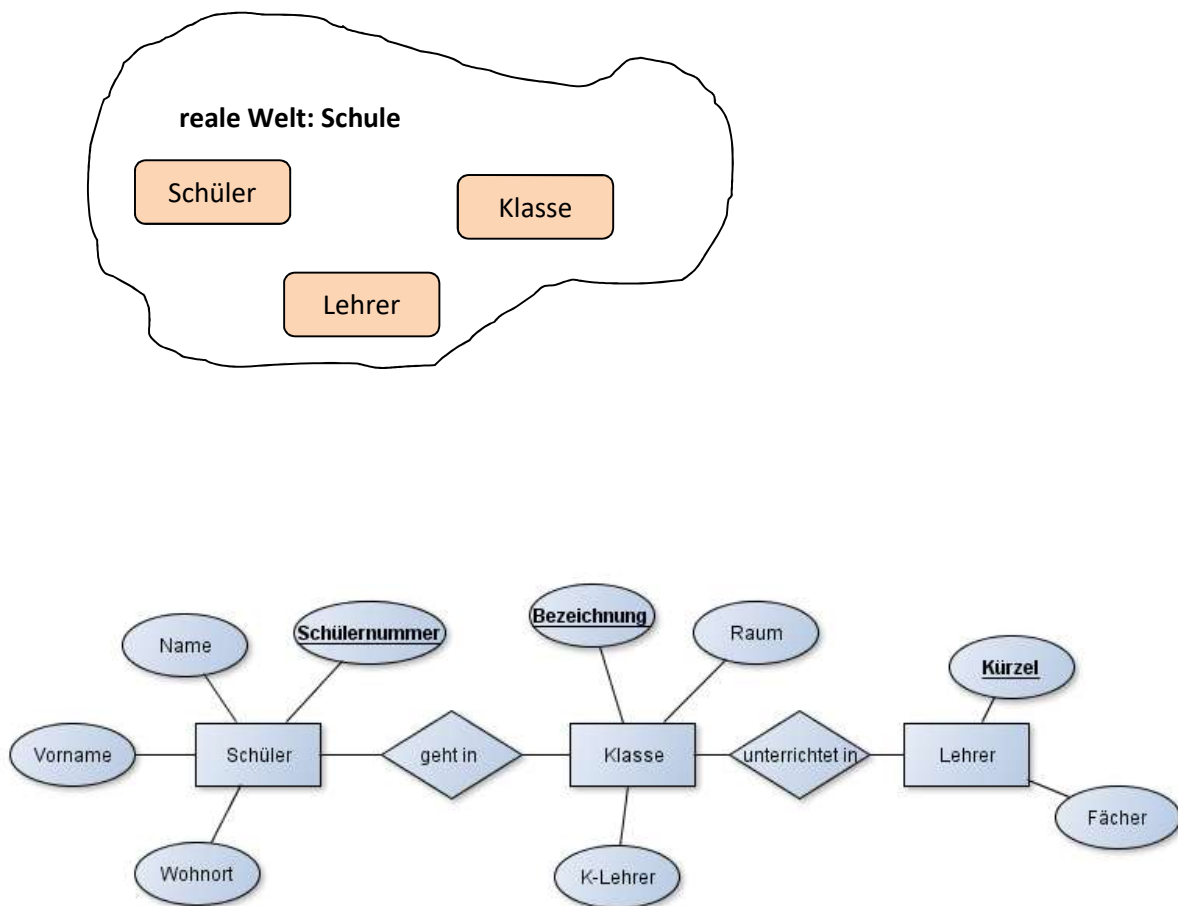 reale Welt: Schule
Schüler
Klasse
Lehrer
Bezeichnung
Schülernummer
Raum
Name
Kürzel
Vorname
Schüler
geht in
Klasse
unterrichtet in
Lehrer
Fächer
Wohnort
K-Lehrer